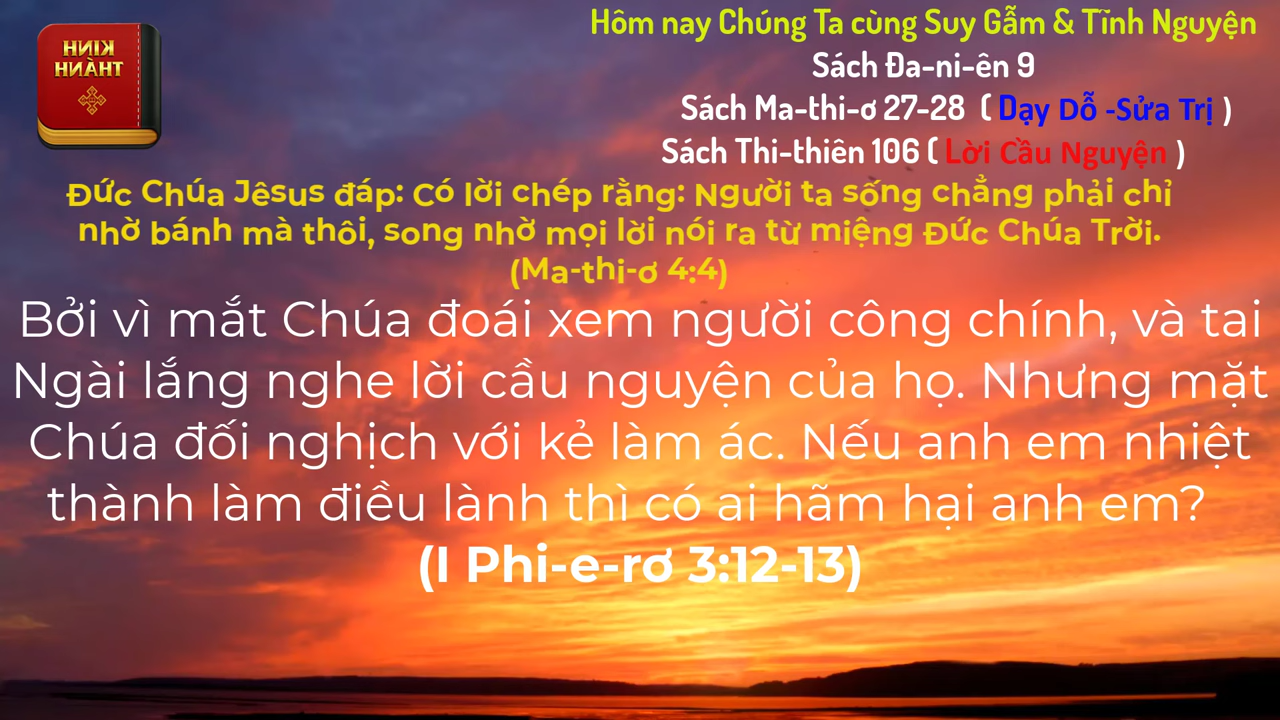 KINH
THÀNH
Hôm nay Chúng Ta cùng Suy Gẫm & Tĩnh Nguyện
Sách Đa-ni-ên 9
Sách Ma-thi-ơ 27-28 ( Dạy Dỗ -Sửa Trị )
Sách Thi-thiên 106 ( Lời Cầu Nguyện )
Đức Chúa Jêsus đáp: Có lời chép rằng: Người ta sống chẳng phải chỉ
nhờ bánh mà thôi, song nhờ mọi lời nói ra từ miệng Đức Chúa Trời.
(Ma-thi-ơ 4:4)
Bởi vì mắt Chúa đoái xem người công chính, và tai
Ngài lắng nghe lời cầu nguyện của họ. Nhưng mặt
Chúa đối nghịch với kẻ làm ác. Nếu anh em nhiệt
thành làm điều lành thì có ai hãm hại anh em?
(I Phi-e-rơ 3:12-13)